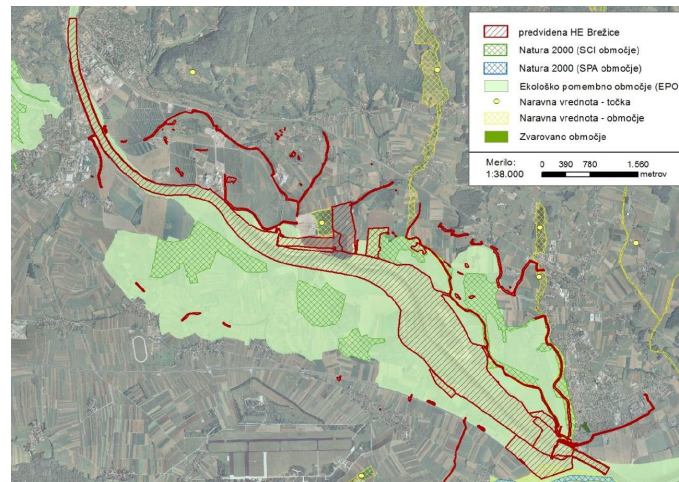 predvidena HE Brežice
Natura 2000 (SCI območje)
Natura 2000 (SPA območje)
Ekološko pomembno območje (EPO
Naravna vrednota - točka
Naravna vrednota - območje
Zvarovano območje
Merilo:
1:38.000
0 390 780 1.560
metrov